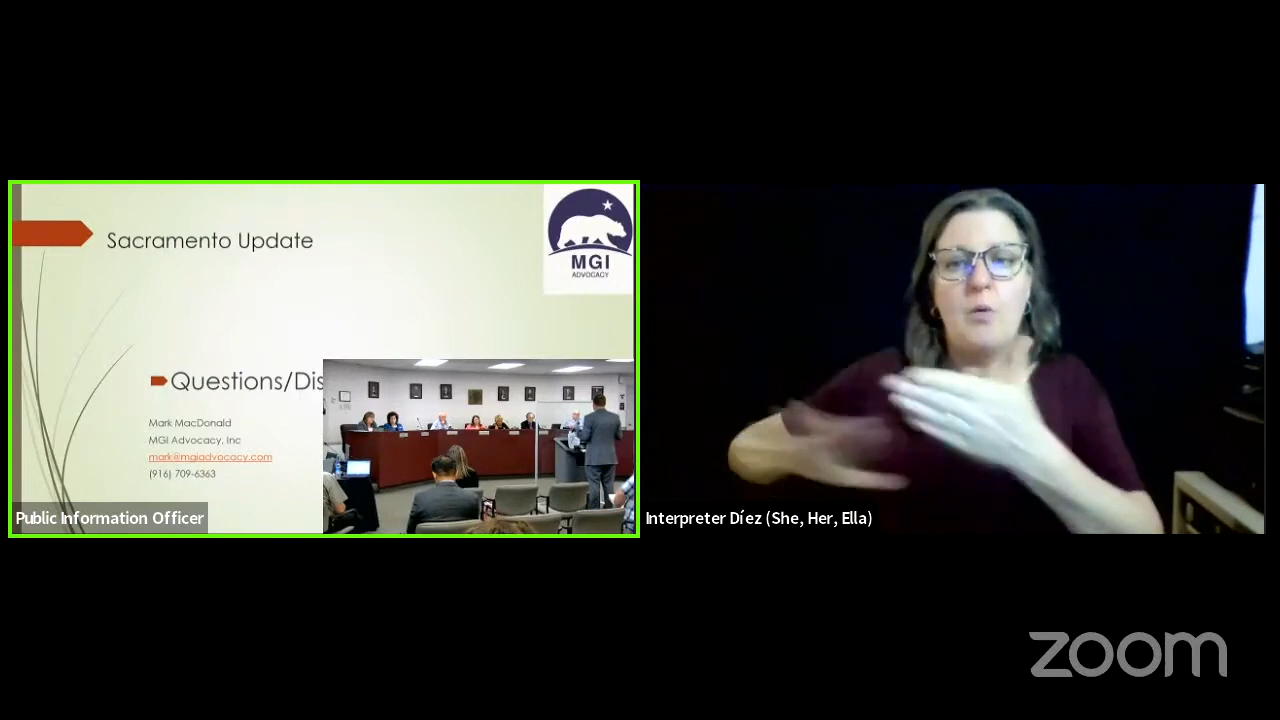 Sacramento Update
MGI
ADVOCACY
Questions/Dis
Mark MacDonald
MGI Advocacy, Inc
mark@mgiadvocacy.com
(916) 709-6363
Public Information Officer
Interpreter Díez (She, Her, Ella)
zoom